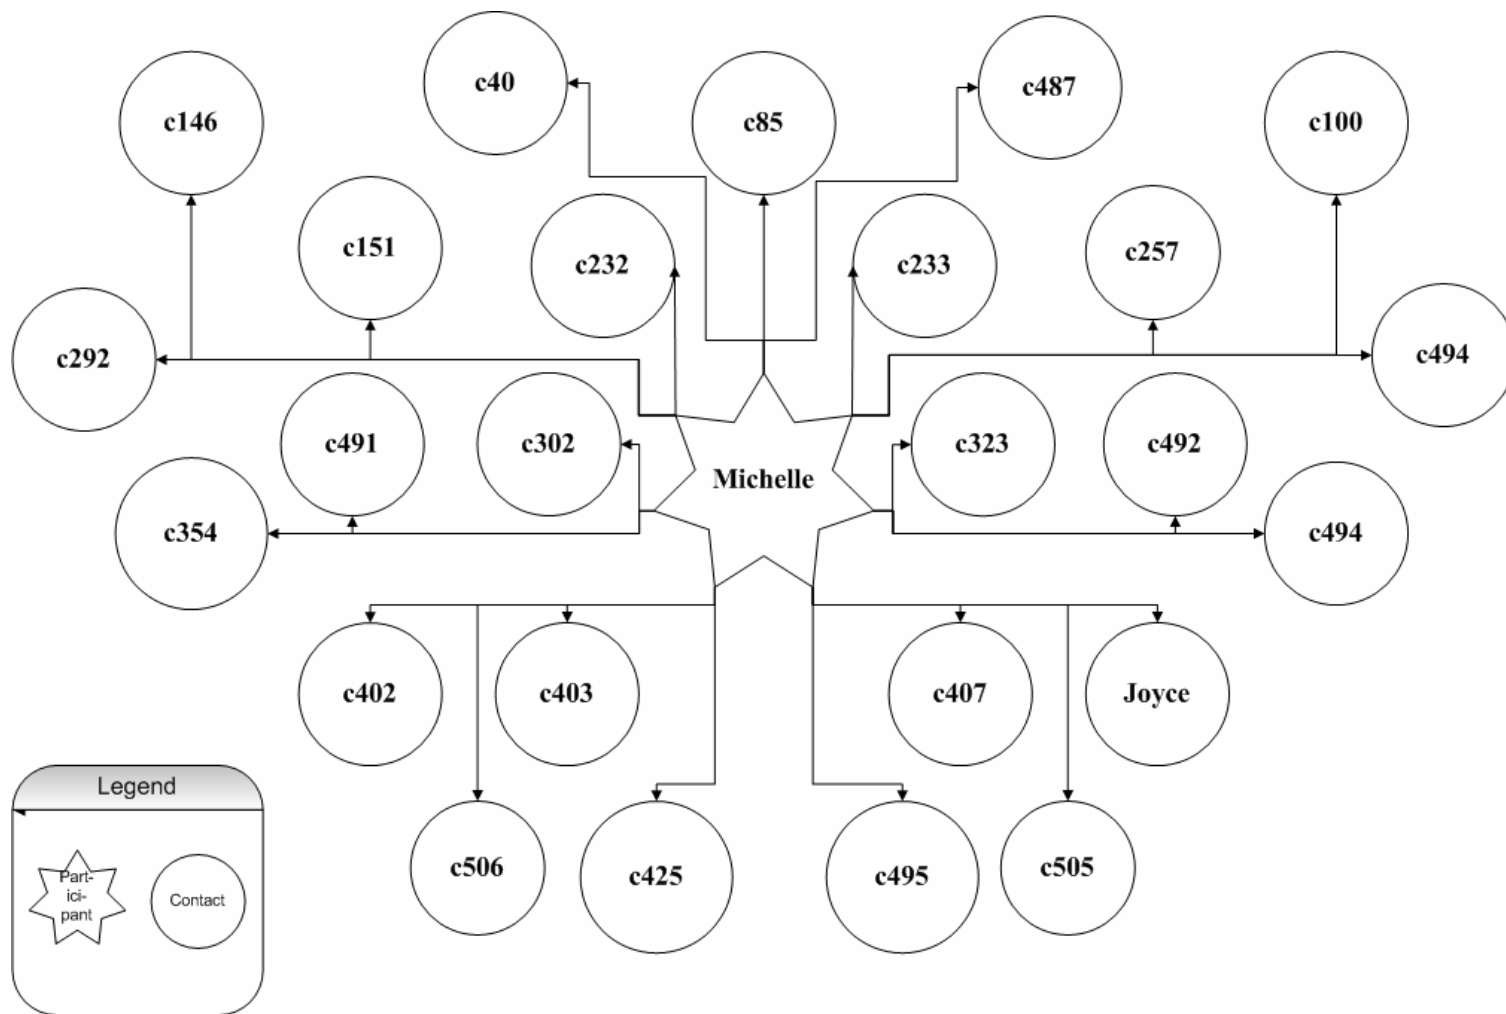 c40
c487
c146
c85
c100
c151
c232
c233
c257
c292
c494
c491
c302
c323
c492
Michelle
c354
c494
c402
c403
c407
Joyce
Legend
c506
c425
c495
c505
Part-
ici-
pant
Contact